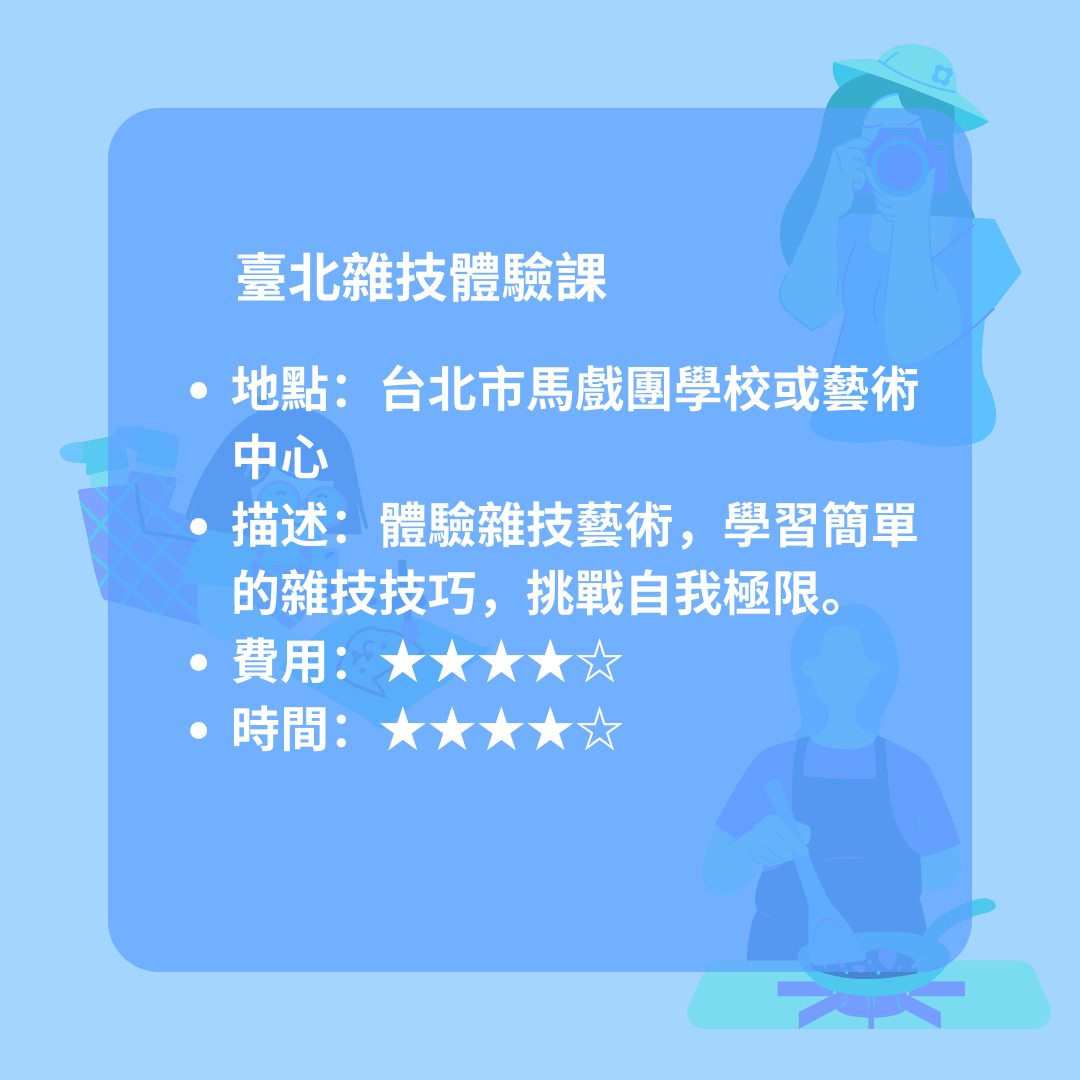 臺北雜技體驗課
• 地點：台北市馬戲團學校或藝術
中心
• 描述：體驗雜技藝術，學習簡單
的雜技技巧，挑戰自我極限。
• 費用：★★★★☆
• 時間：★★★★☆